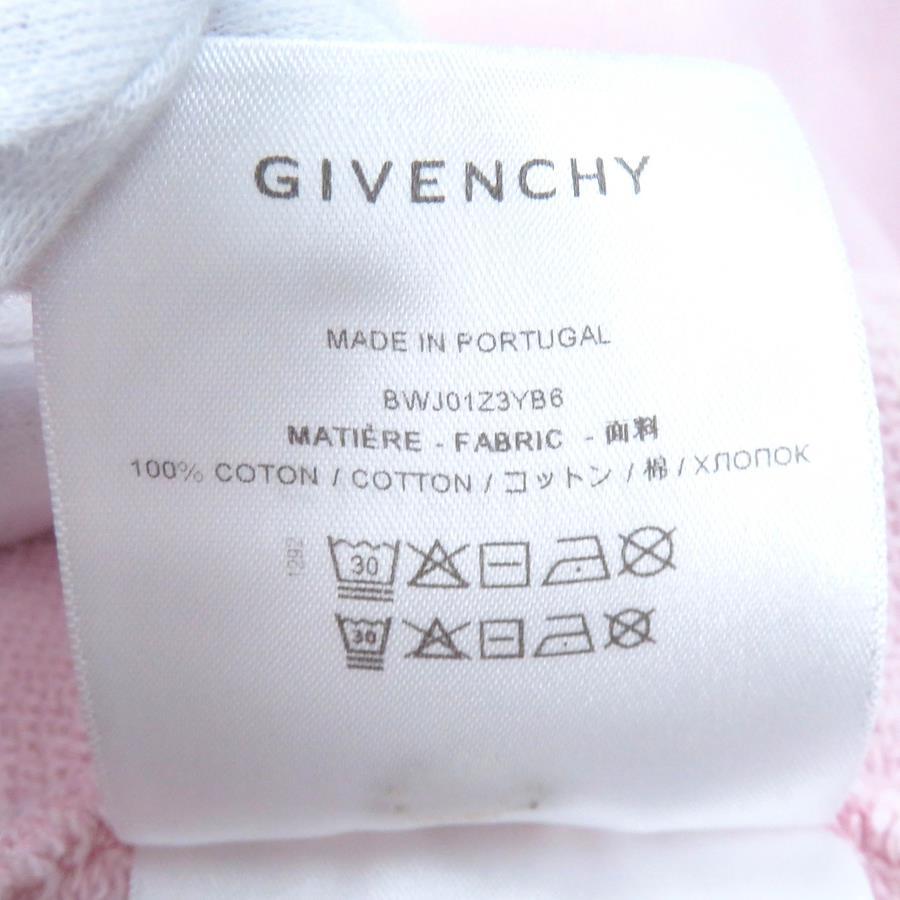 GIVENCHY
MADE IN PORTUGAL
BWJ01Z3YB6
MATIÈRE - FABRIC - 面料
100% COTON / COTTON / コットン / 棉 / ХЛОПОК
1292
30
30